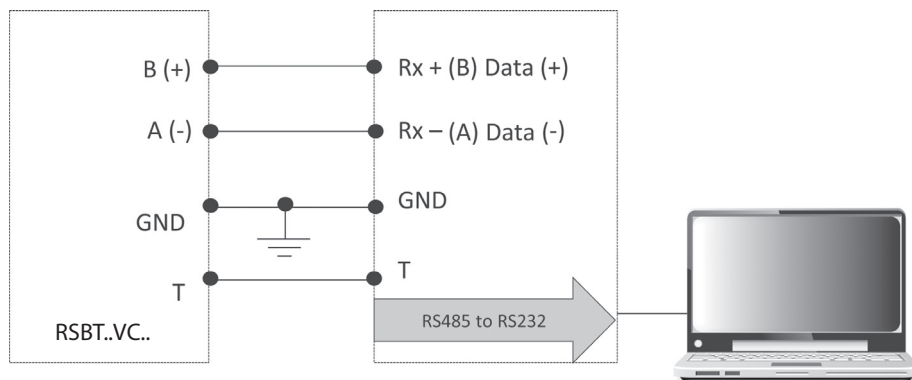 B (+)
Rx + (B) Data (+)
A (-)
Rx – (A) Data (-)
GND
GND
T
T
RS485 to RS232
RSBT..VC..